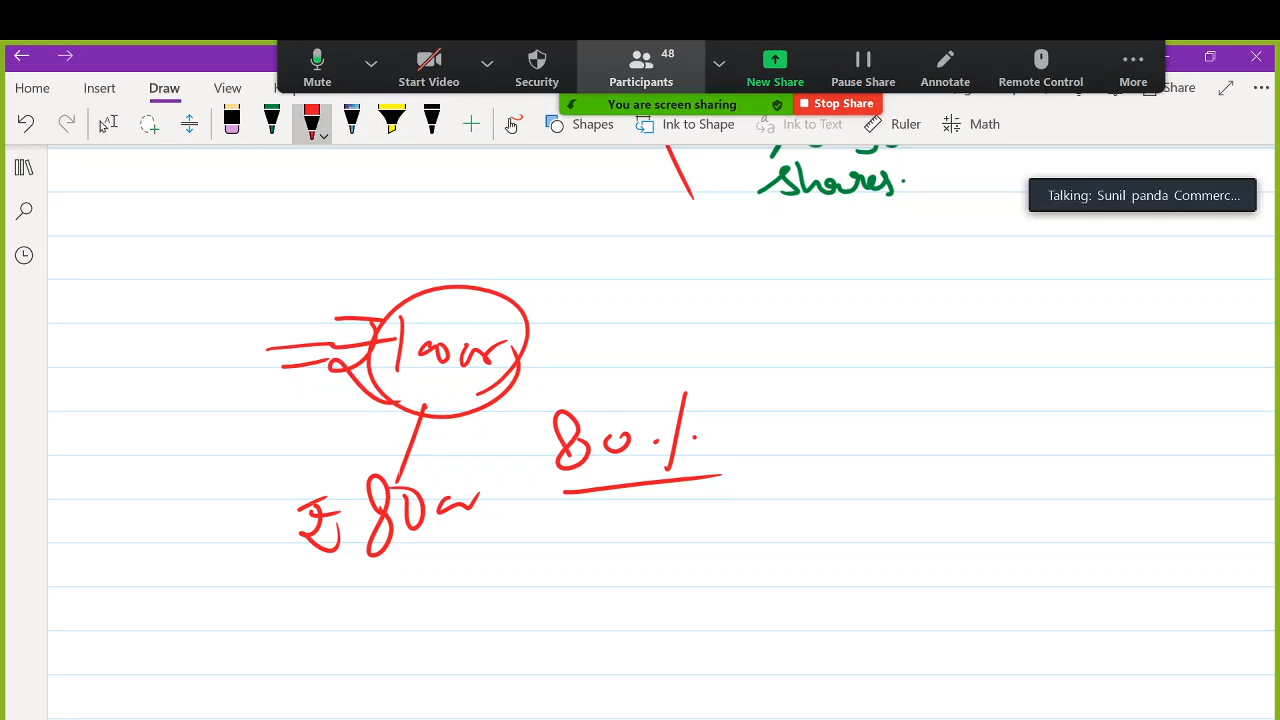 Mute
Start Video
Security
Participants
48
New Share
Pause Share
Annotate
Remote Control
More
You are screen sharing
Stop Share
Home
Insert
Draw
View
Share
Shapes
Ink to Shape
Ink to Text
Ruler
Math
shares.
Talking: Sunil panda Commerc...
100cr
80%
₹ 80cr